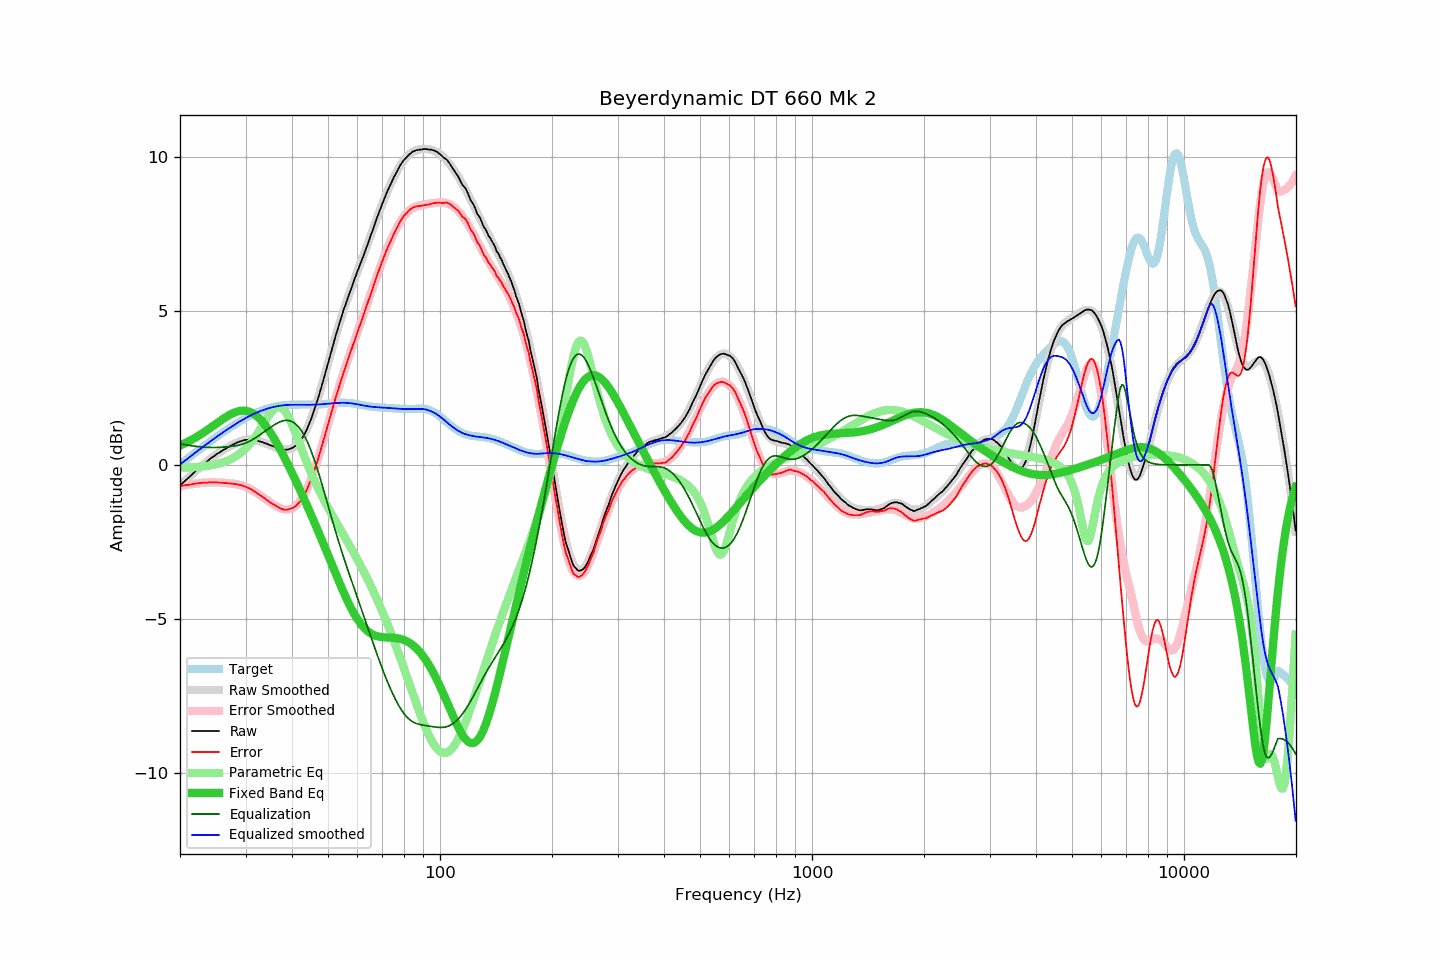 Beyerdynamic DT 660 Mk 2
Amplitude (dBr)
10
5
0
−5
−10
Target
Raw Smoothed
Error Smoothed
Raw
Error
Parametric Eq
Fixed Band Eq
Equalization
Equalized smoothed
100
1000
10000
Frequency (Hz)